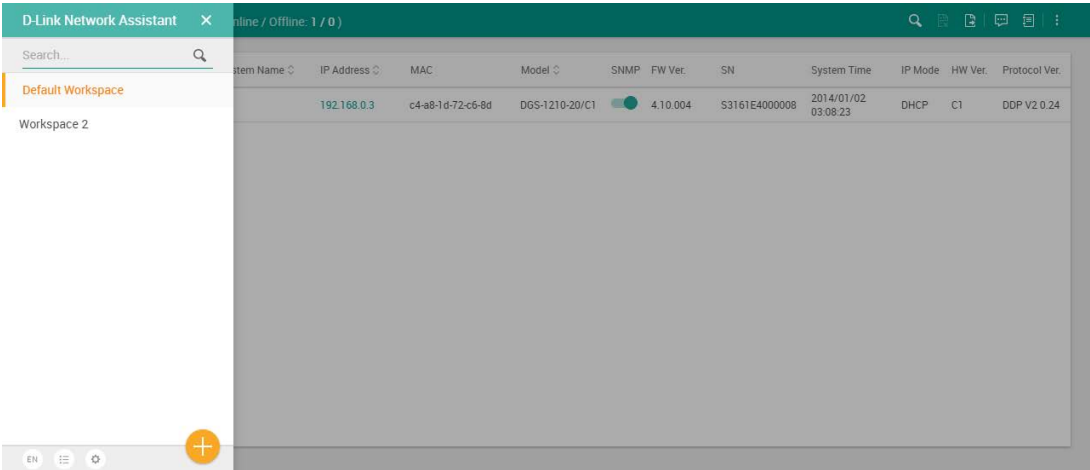 D-Link Network Assistant
nline / Offline: 1 / 0 )
Search...
stem Name IP Address MAC Model SNMP FW Ver. SN System Time IP Mode HW Ver. Protocol Ver.
Default Workspace
192.168.0.3 c4-a8-1d-72-c6-8d DGS-1210-20/C1 4.10.004 S3161E4000008 2014/01/02 DHCP C1 DDP V2 0.24
03:08:23
Workspace 2
EN